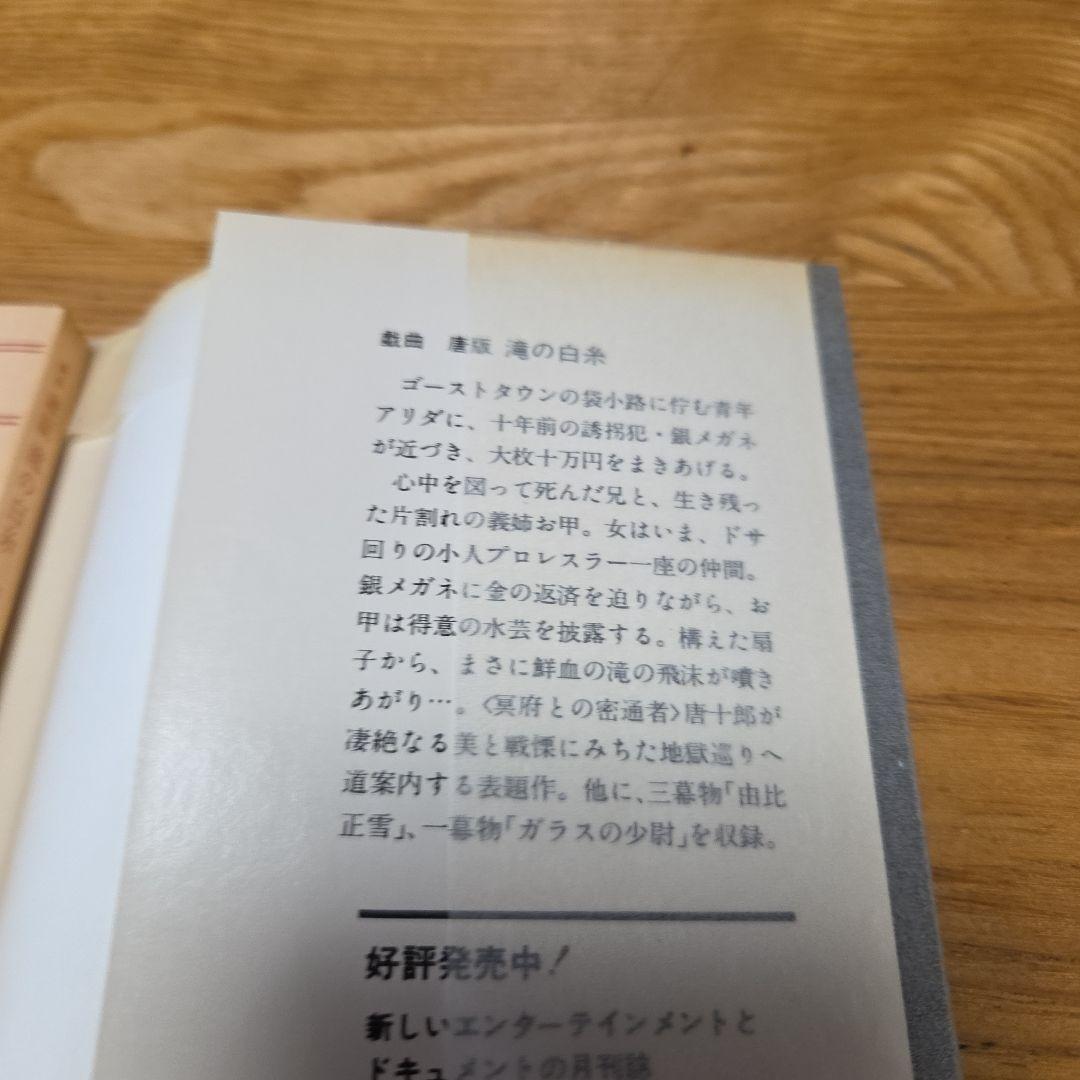 戯曲 唐版 滝の白糸
ゴーストタウンの袋小路に佇む青年
アリダに、十年前の誘拐犯・銀メガネ
が近づき、大枚十万円をまきあげる。
心中を図って死んだ兄と、生き残っ
た片割れの義姉お甲。女はいま、ドサ
回りの小人プロレスラー一座の仲間。
銀メガネに金の返済を迫りながら、お
甲は得意の水芸を披露する。構えた扇
子から、まさに鮮血の滝の飛沫が噴き
あがり…。〈冥府との密通者〉唐十郎が
凄絶なる美と戦慄にみちた地獄巡りへ
道案内する表題作。他に、三幕物「由比
正雪」、一幕物「ガラスの少尉」を収録。
好評発売中!
新しいエンターテインメントと
ドキュメントの月刊誌